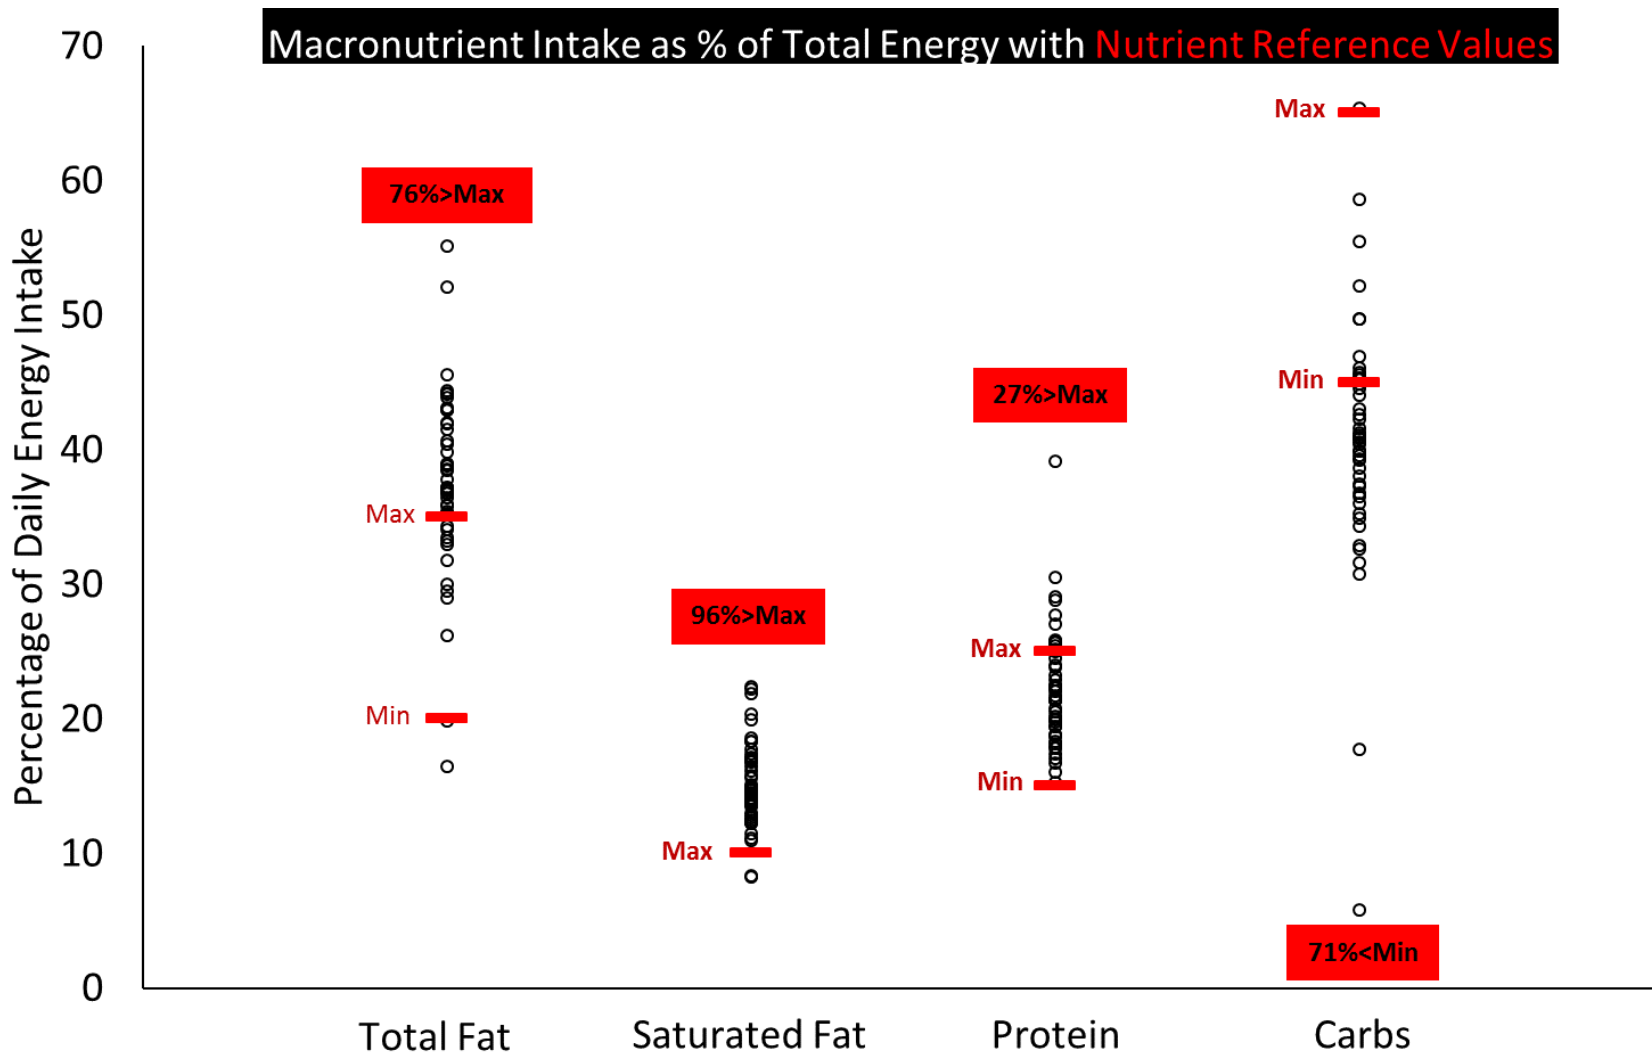 Macronutrient Intake as % of Total Energy with Nutrient Reference Values
Percentage of Daily Energy Intake
70
60
50
40
30
20
10
0
76%>Max
Max
Min
96%>Max
Max
27%>Max
Max
Min
Max
Min
71%<Min
Total Fat
Saturated Fat
Protein
Carbs